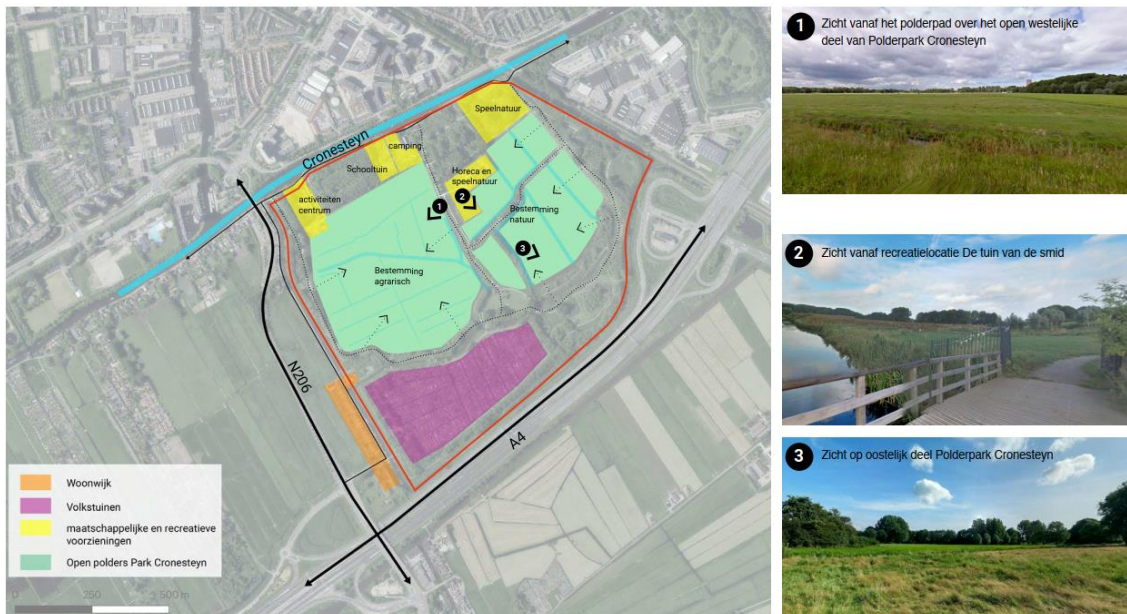 Cronesteyn
Speelnatuur
camping
Schooltuin
Horeca en
speelnatuur
activiteiten
centrum
1
2
Bestemming
natuur
3
Bestemming
agrarisch
N206
A4
Woonwijk
Volkstuinen
maatschappelijke en recreatieve
voorzieningen
Open polders Park Cronesteyn
0 250 500 m
1 Zicht vanaf het polderpad over het open westelijke
deel van Polderpark Cronesteyn
2 Zicht vanaf recreatielocatie De tuin van de smid
3 Zicht op oostelijk deel Polderpark Cronesteyn